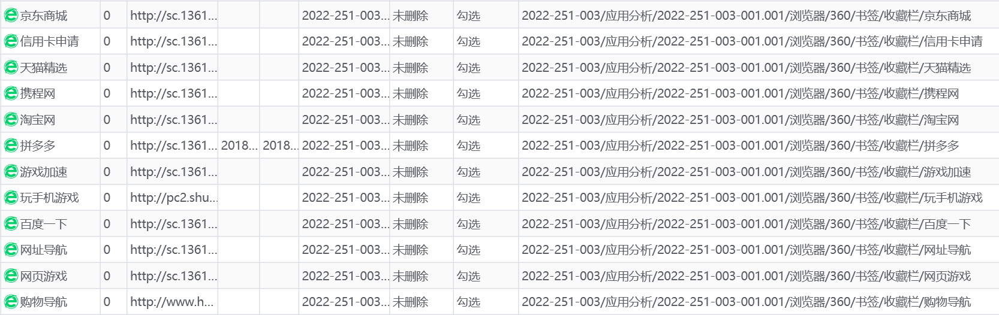 京东商城 0 http://sc.1361... 2022-251-003... 未删除 勾选 2022-251-003/应用分析/2022-251-003-001.001/浏览器/360/书签/收藏栏/京东商城
信用卡申请 0 http://sc.1361... 2022-251-003... 未删除 勾选 2022-251-003/应用分析/2022-251-003-001.001/浏览器/360/书签/收藏栏/信用卡申请
天猫精选 0 http://sc.1361... 2022-251-003... 未删除 勾选 2022-251-003/应用分析/2022-251-003-001.001/浏览器/360/书签/收藏栏/天猫精选
携程网 0 http://sc.1361... 2022-251-003... 未删除 勾选 2022-251-003/应用分析/2022-251-003-001.001/浏览器/360/书签/收藏栏/携程网
淘宝网 0 http://sc.1361... 2022-251-003... 未删除 勾选 2022-251-003/应用分析/2022-251-003-001.001/浏览器/360/书签/收藏栏/淘宝网
拼多多 0 http://sc.1361... 2018... 2018... 2022-251-003... 未删除 勾选 2022-251-003/应用分析/2022-251-003-001.001/浏览器/360/书签/收藏栏/拼多多
游戏加速 0 http://sc.1361... 2022-251-003... 未删除 勾选 2022-251-003/应用分析/2022-251-003-001.001/浏览器/360/书签/收藏栏/游戏加速
玩手机游戏 0 http://pc2.shu... 2022-251-003... 未删除 勾选 2022-251-003/应用分析/2022-251-003-001.001/浏览器/360/书签/收藏栏/玩手机游戏
百度一下 0 http://sc.1361... 2022-251-003... 未删除 勾选 2022-251-003/应用分析/2022-251-003-001.001/浏览器/360/书签/收藏栏/百度一下
网址导航 0 http://sc.1361... 2022-251-003... 未删除 勾选 2022-251-003/应用分析/2022-251-003-001.001/浏览器/360/书签/收藏栏/网址导航
网页游戏 0 http://sc.1361... 2022-251-003... 未删除 勾选 2022-251-003/应用分析/2022-251-003-001.001/浏览器/360/书签/收藏栏/网页游戏
购物导航 0 http://www.h... 2022-251-003... 未删除 勾选 2022-251-003/应用分析/2022-251-003-001.001/浏览器/360/书签/收藏栏/购物导航